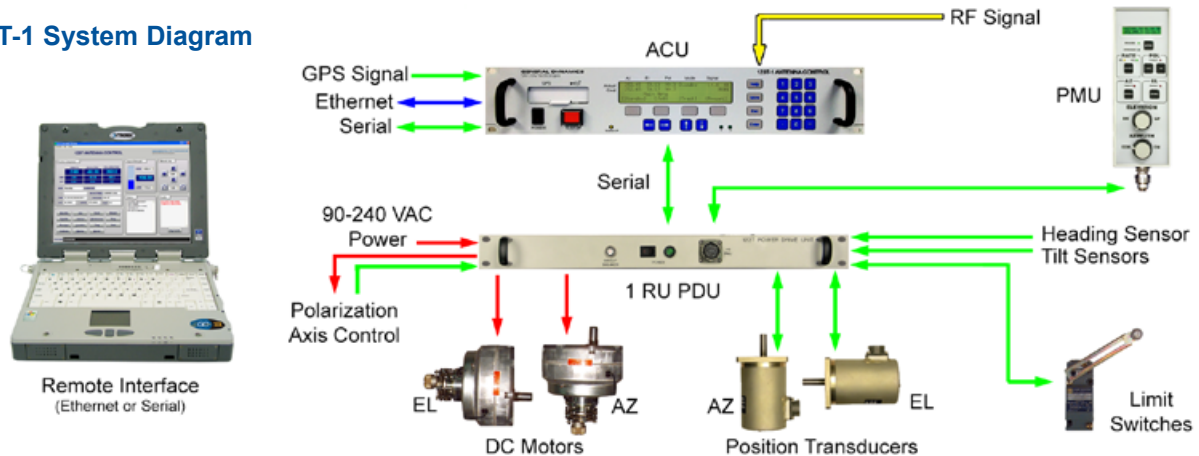 T-1 System Diagram
RF Signal
ACU
GPS Signal
Ethernet
Serial
PMU
Serial
90-240 VAC
Power
Heading Sensor
Tilt Sensors
1 RU PDU
Polarization
Axis Control
Remote Interface
(Ethernet or Serial)
EL
AZ
DC Motors
AZ
EL
Position Transducers
Limit
Switches